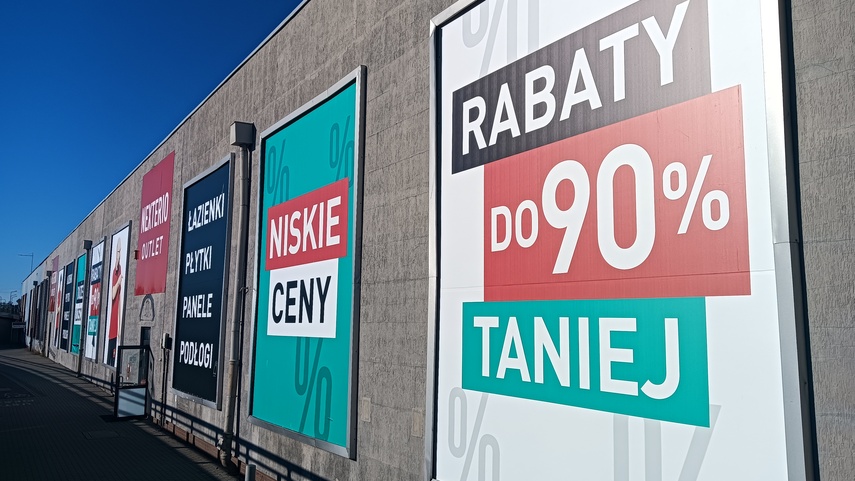 RABATY
DO 90%
TANIEJ
NISKIE
CENY
ŁAZIENKI
PŁYTKI
PANELE
PODŁOGI
NEXTERIO
OUTLET